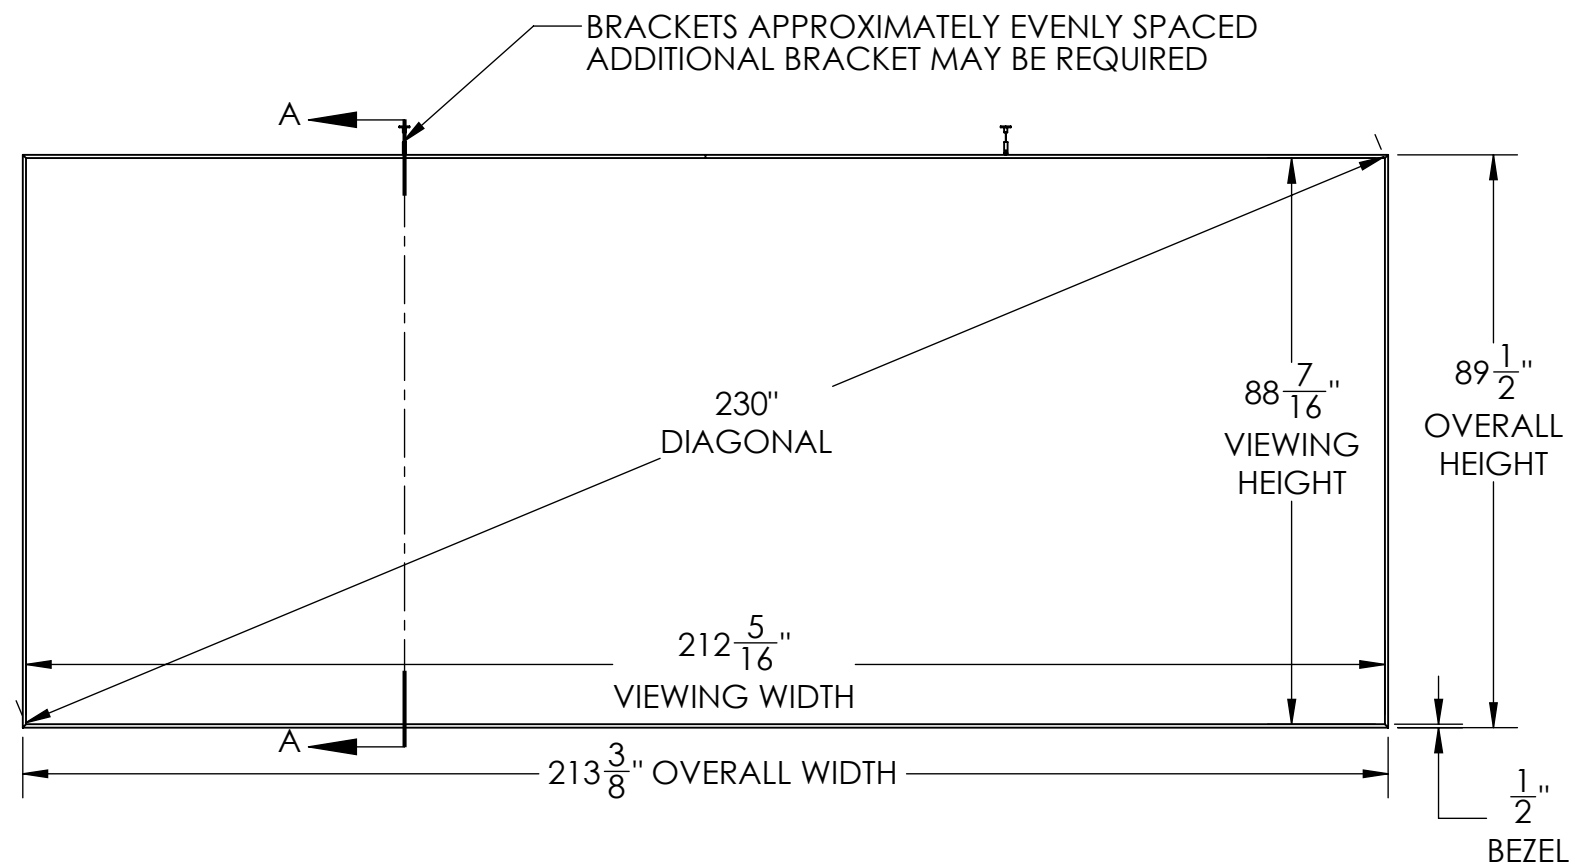 BRACKETS APPROXIMATELY EVENLY SPACED
ADDITIONAL BRACKET MAY BE REQUIRED
A
230"
DIAGONAL
88 7/16"
VIEWING
HEIGHT
89 1/2"
OVERALL
HEIGHT
212 5/16"
VIEWING WIDTH
A
213 3/8" OVERALL WIDTH
1/2"
BEZEL